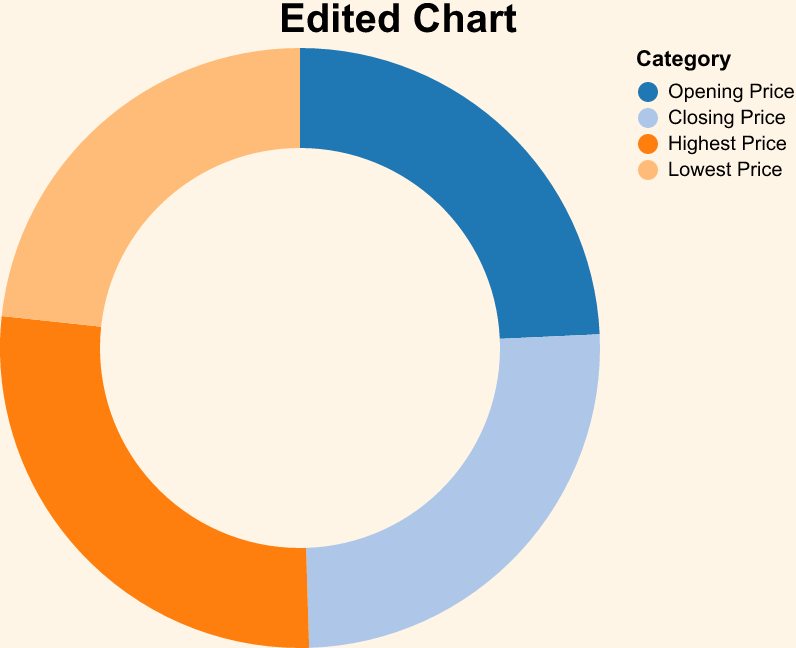 Edited Chart
Category
Opening Price
Closing Price
Highest Price
Lowest Price